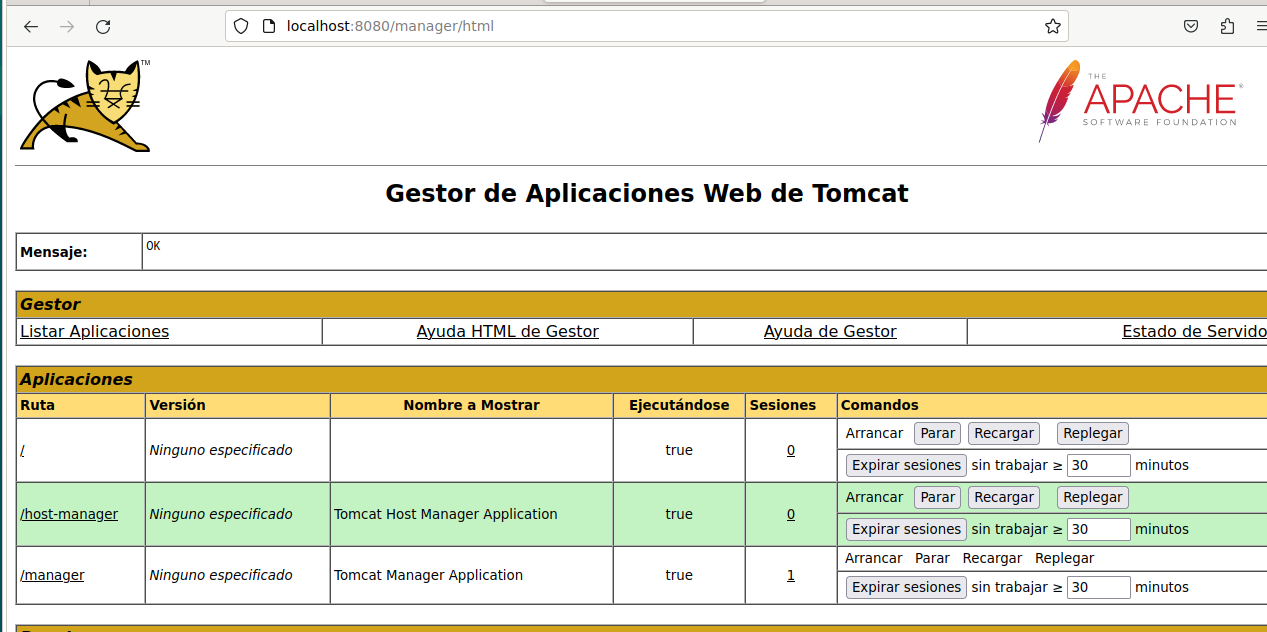 localhost:8080/manager/html
TM
THE
APACHE®
SOFTWARE FOUNDATION
Gestor de Aplicaciones Web de Tomcat
Mensaje: OK
Gestor
Listar Aplicaciones Ayuda HTML de Gestor Ayuda de Gestor Estado de Servido
Aplicaciones
Ruta Versión Nombre a Mostrar Ejecutándose Sesiones Comandos
/ Ninguno especificado true 0 Arrancar Parar Recargar Replegar
Expirar sesiones sin trabajar ≥ 30 minutos
/host-manager Ninguno especificado Tomcat Host Manager Application true 0 Arrancar Parar Recargar Replegar
Expirar sesiones sin trabajar ≥ 30 minutos
/manager Ninguno especificado Tomcat Manager Application true 1 Arrancar Parar Recargar Replegar
Expirar sesiones sin trabajar ≥ 30 minutos